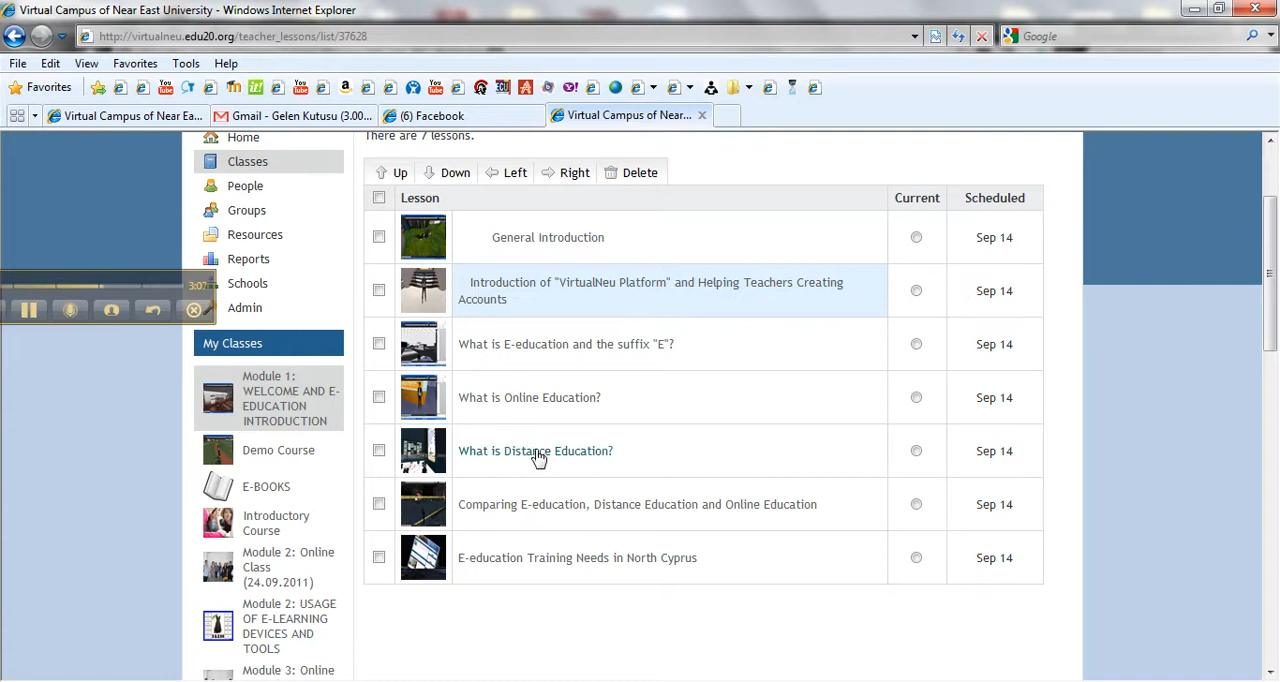 Virtual Campus of Near East University - Windows Internet Explorer
http://virtualneu.edu20.org/teacher_lessons/list/37628
Google
File Edit View Favorites Tools Help
Favorites
Virtual Campus of Near Ea...
Gmail - Gelen Kutusu (3.00...
(6) Facebook
Virtual Campus of Near...
Home
Classes
People
Groups
Resources
Reports
Schools
Admin
3:07
My Classes
Module 1:
WELCOME AND E-
EDUCATION
INTRODUCTION
Demo Course
E-BOOKS
Introductory
Course
Module 2: Online
Class
(24.09.2011)
Module 2: USAGE
OF E-LEARNING
DEVICES AND
TOOLS
Module 3: Online
There are 7 lessons.
Up Down Left Right Delete
Lesson Current Scheduled
General Introduction Sep 14
Introduction of "VirtualNeu Platform" and Helping Teachers Creating
Accounts Sep 14
What is E-education and the suffix "E"? Sep 14
What is Online Education? Sep 14
What is Distance Education? Sep 14
Comparing E-education, Distance Education and Online Education Sep 14
E-education Training Needs in North Cyprus Sep 14